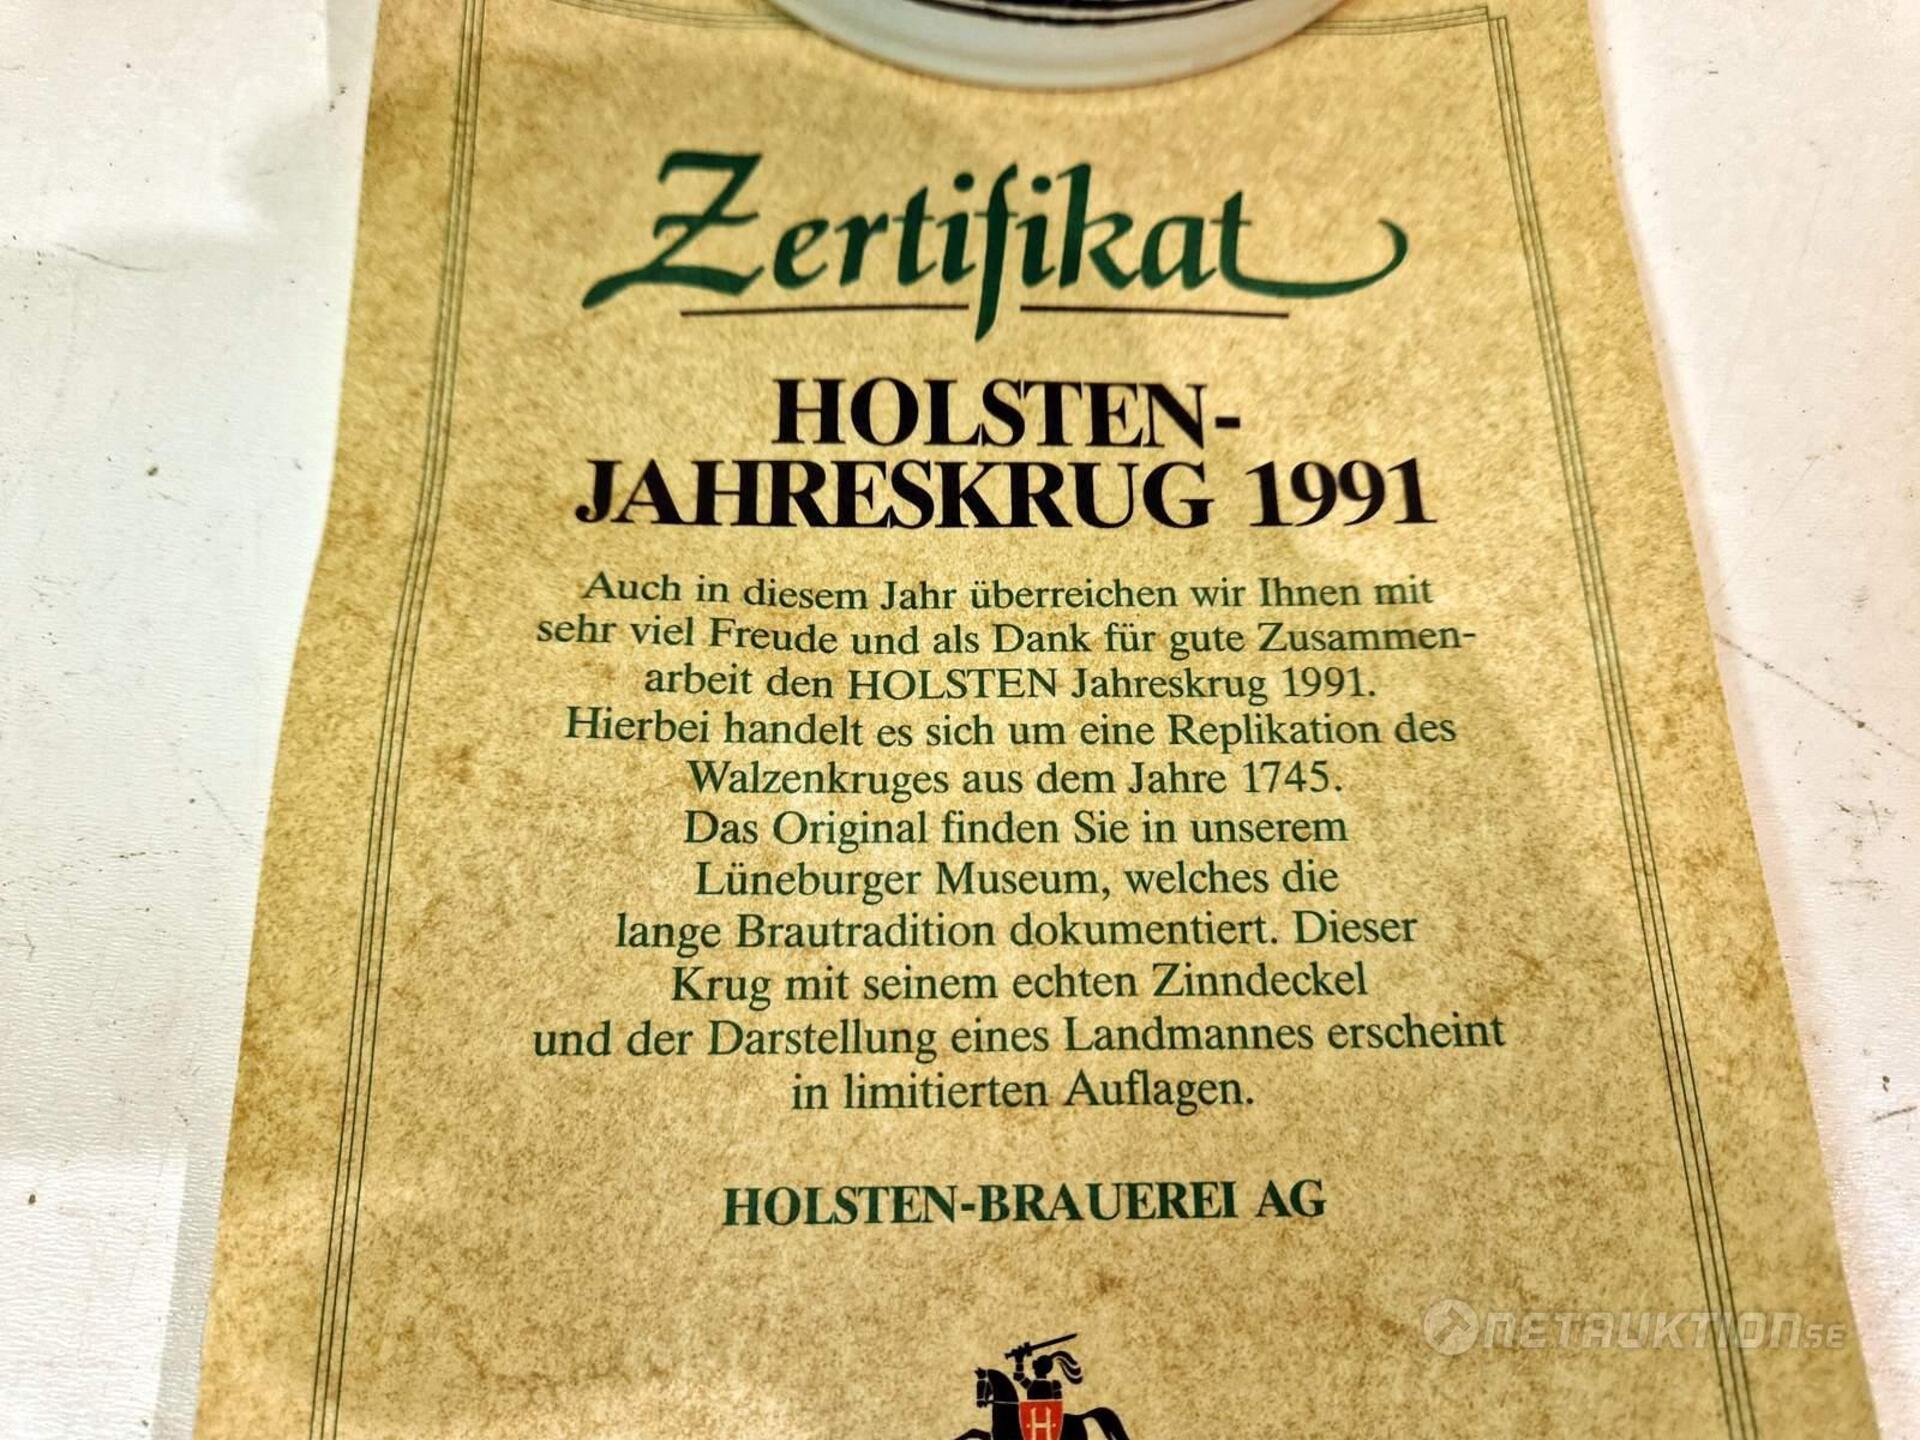 Zertifikat
HOLSTEN-
JAHRESKRUG 1991
Auch in diesem Jahr überreichen wir Ihnen mit
sehr viel Freude und als Dank für gute Zusammen-
arbeit den HOLSTEN Jahreskrug 1991.
Hierbei handelt es sich um eine Replikation des
Walzenkruges aus dem Jahre 1745.
Das Original finden Sie in unserem
Lüneburger Museum, welches die
lange Brautradition dokumentiert. Dieser
Krug mit seinem echten Zinndeckel
und der Darstellung eines Landmannes erscheint
in limitierten Auflagen.
HOLSTEN-BRAUEREI AG
NETAUKTION.SE
·H·